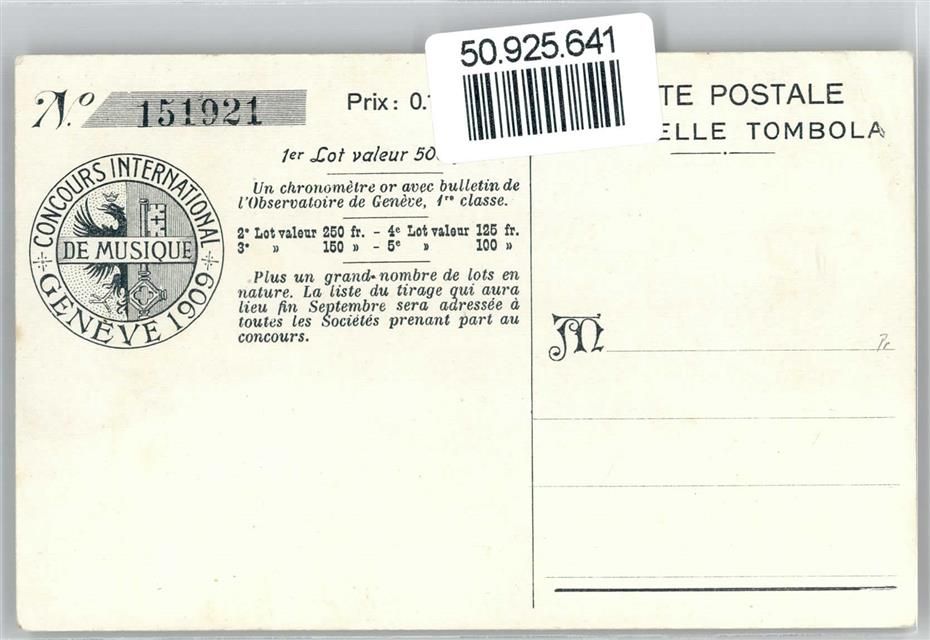 50.925.641
No. 151921
Prix: 0.
TE POSTALE
ELLE TOMBOLA
CONCOURS INTERNATIONAL
DE MUSIQUE
GENÈVE 1909
1er Lot valeur 50
Un chronomètre or avec bulletin de
l'Observatoire de Genève, 1re classe.
2e Lot valeur 250 fr. - 4e Lot valeur 125 fr.
3e » 150 » - 5e » 100 »
Plus un grand nombre de lots en
nature. La liste du tirage qui aura
lieu fin Septembre sera adressée à
toutes les Sociétés prenant part au
concours.
M